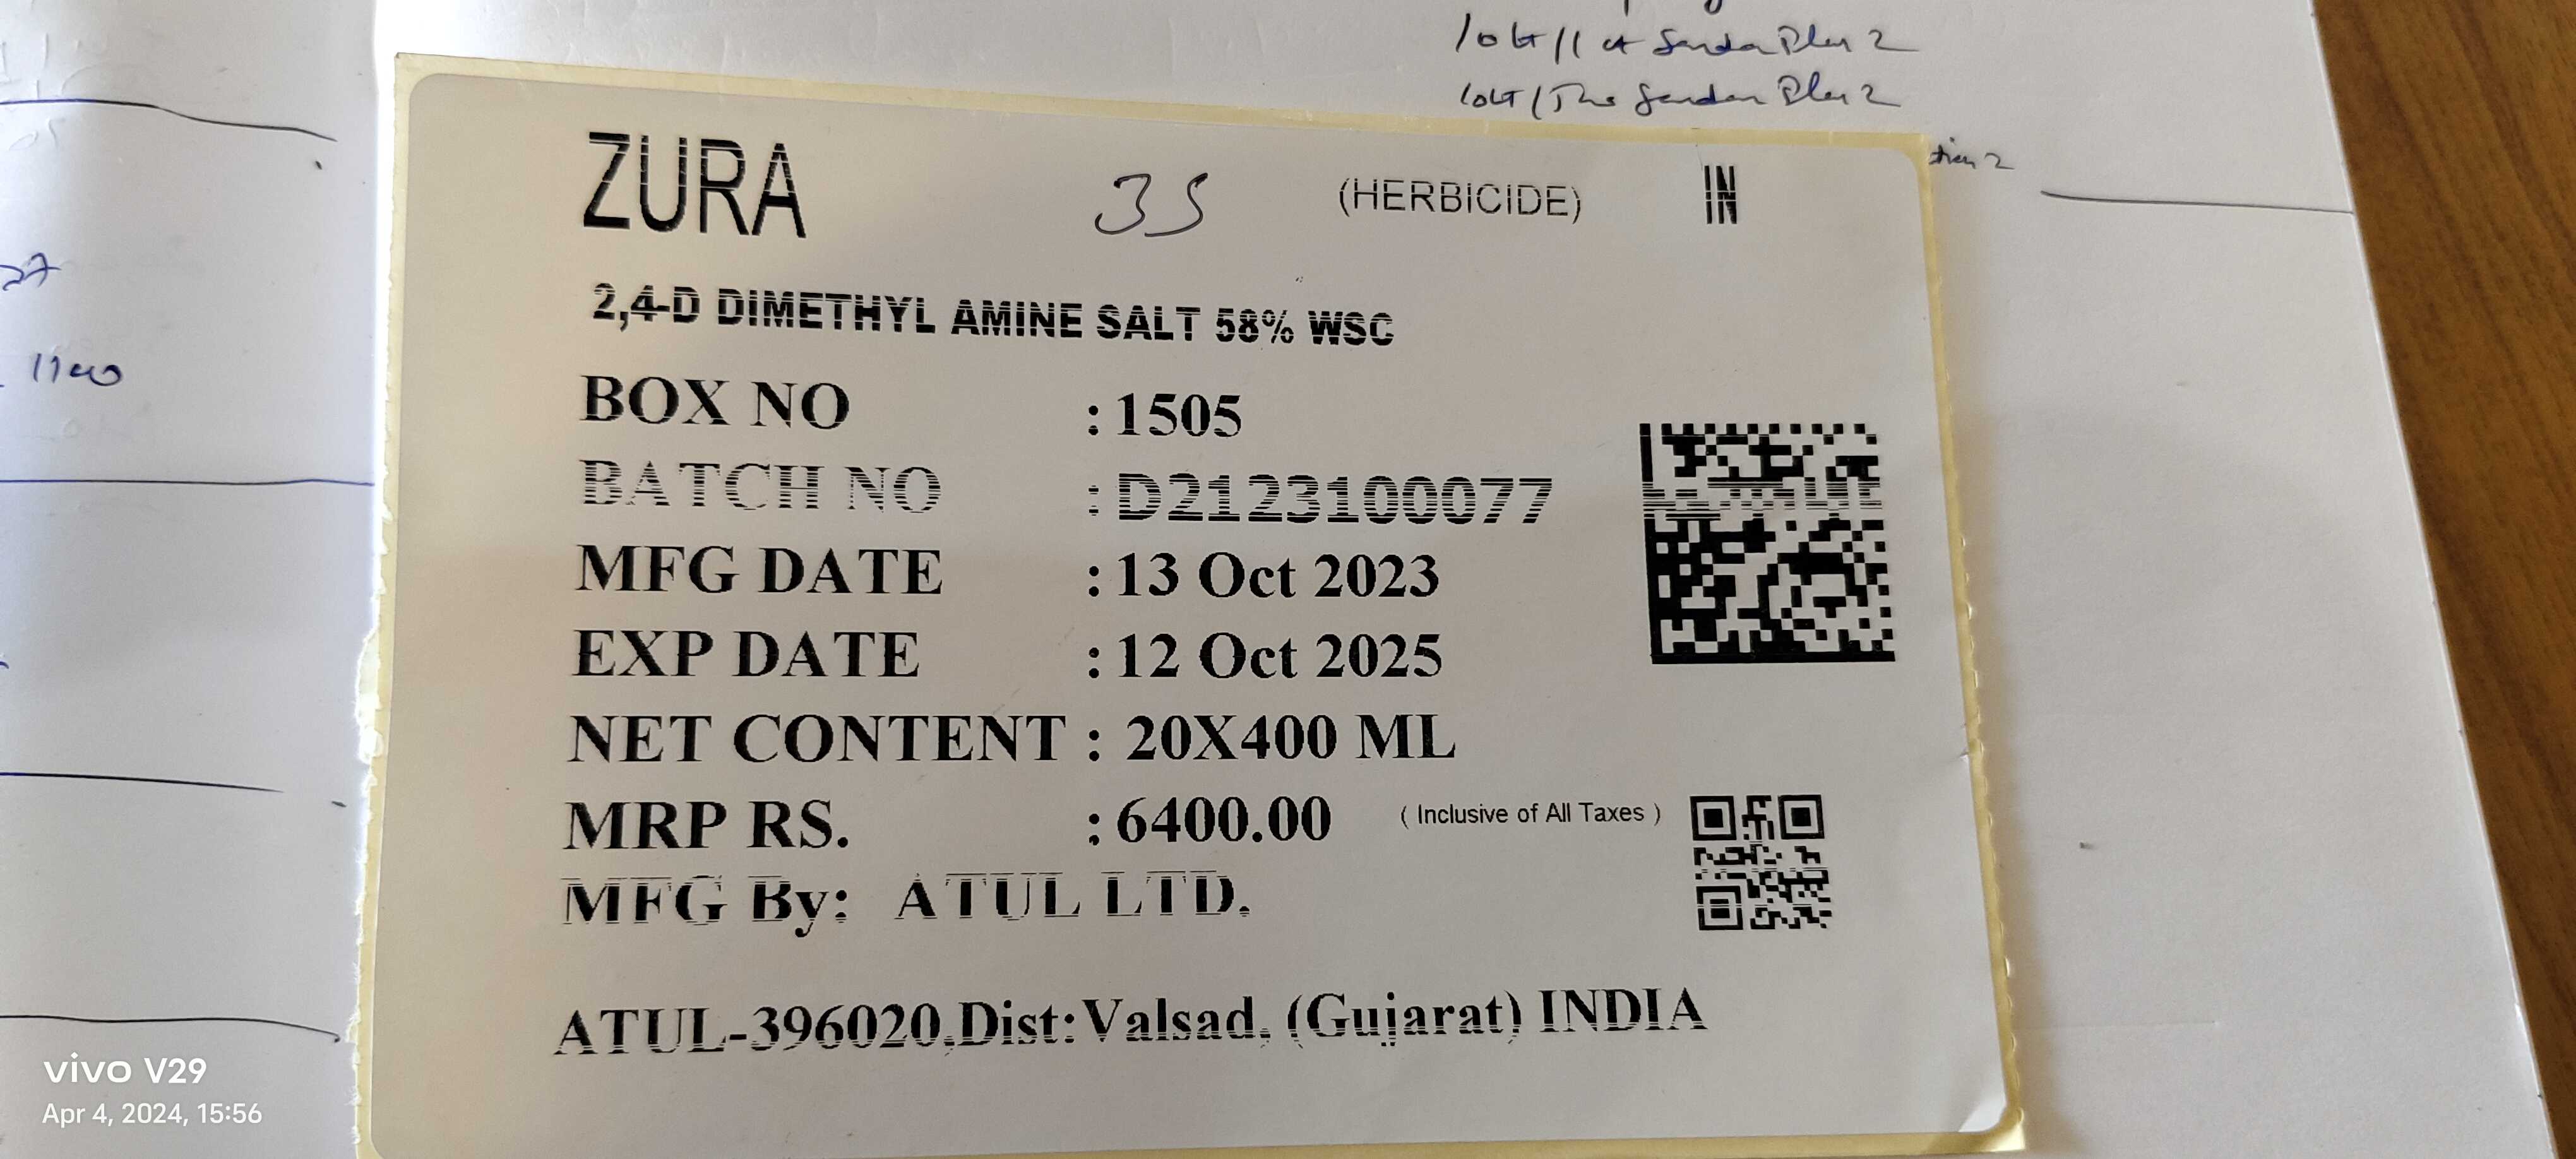 ZURA 35 (HERBICIDE) IN
2,4-D DIMETHYL AMINE SALT 58% WSC
BOX NO : 1505
BATCH NO : D2123100077
MFG DATE : 13 Oct 2023
EXP DATE : 12 Oct 2025
NET CONTENT : 20X400 ML
MRP RS. : 6400.00 ( Inclusive of All Taxes )
MFG By: ATUL LTD.
ATUL-396020,Dist:Valsad, (Gujarat) INDIA
27
vivo V29
Apr 4, 2024, 15:56